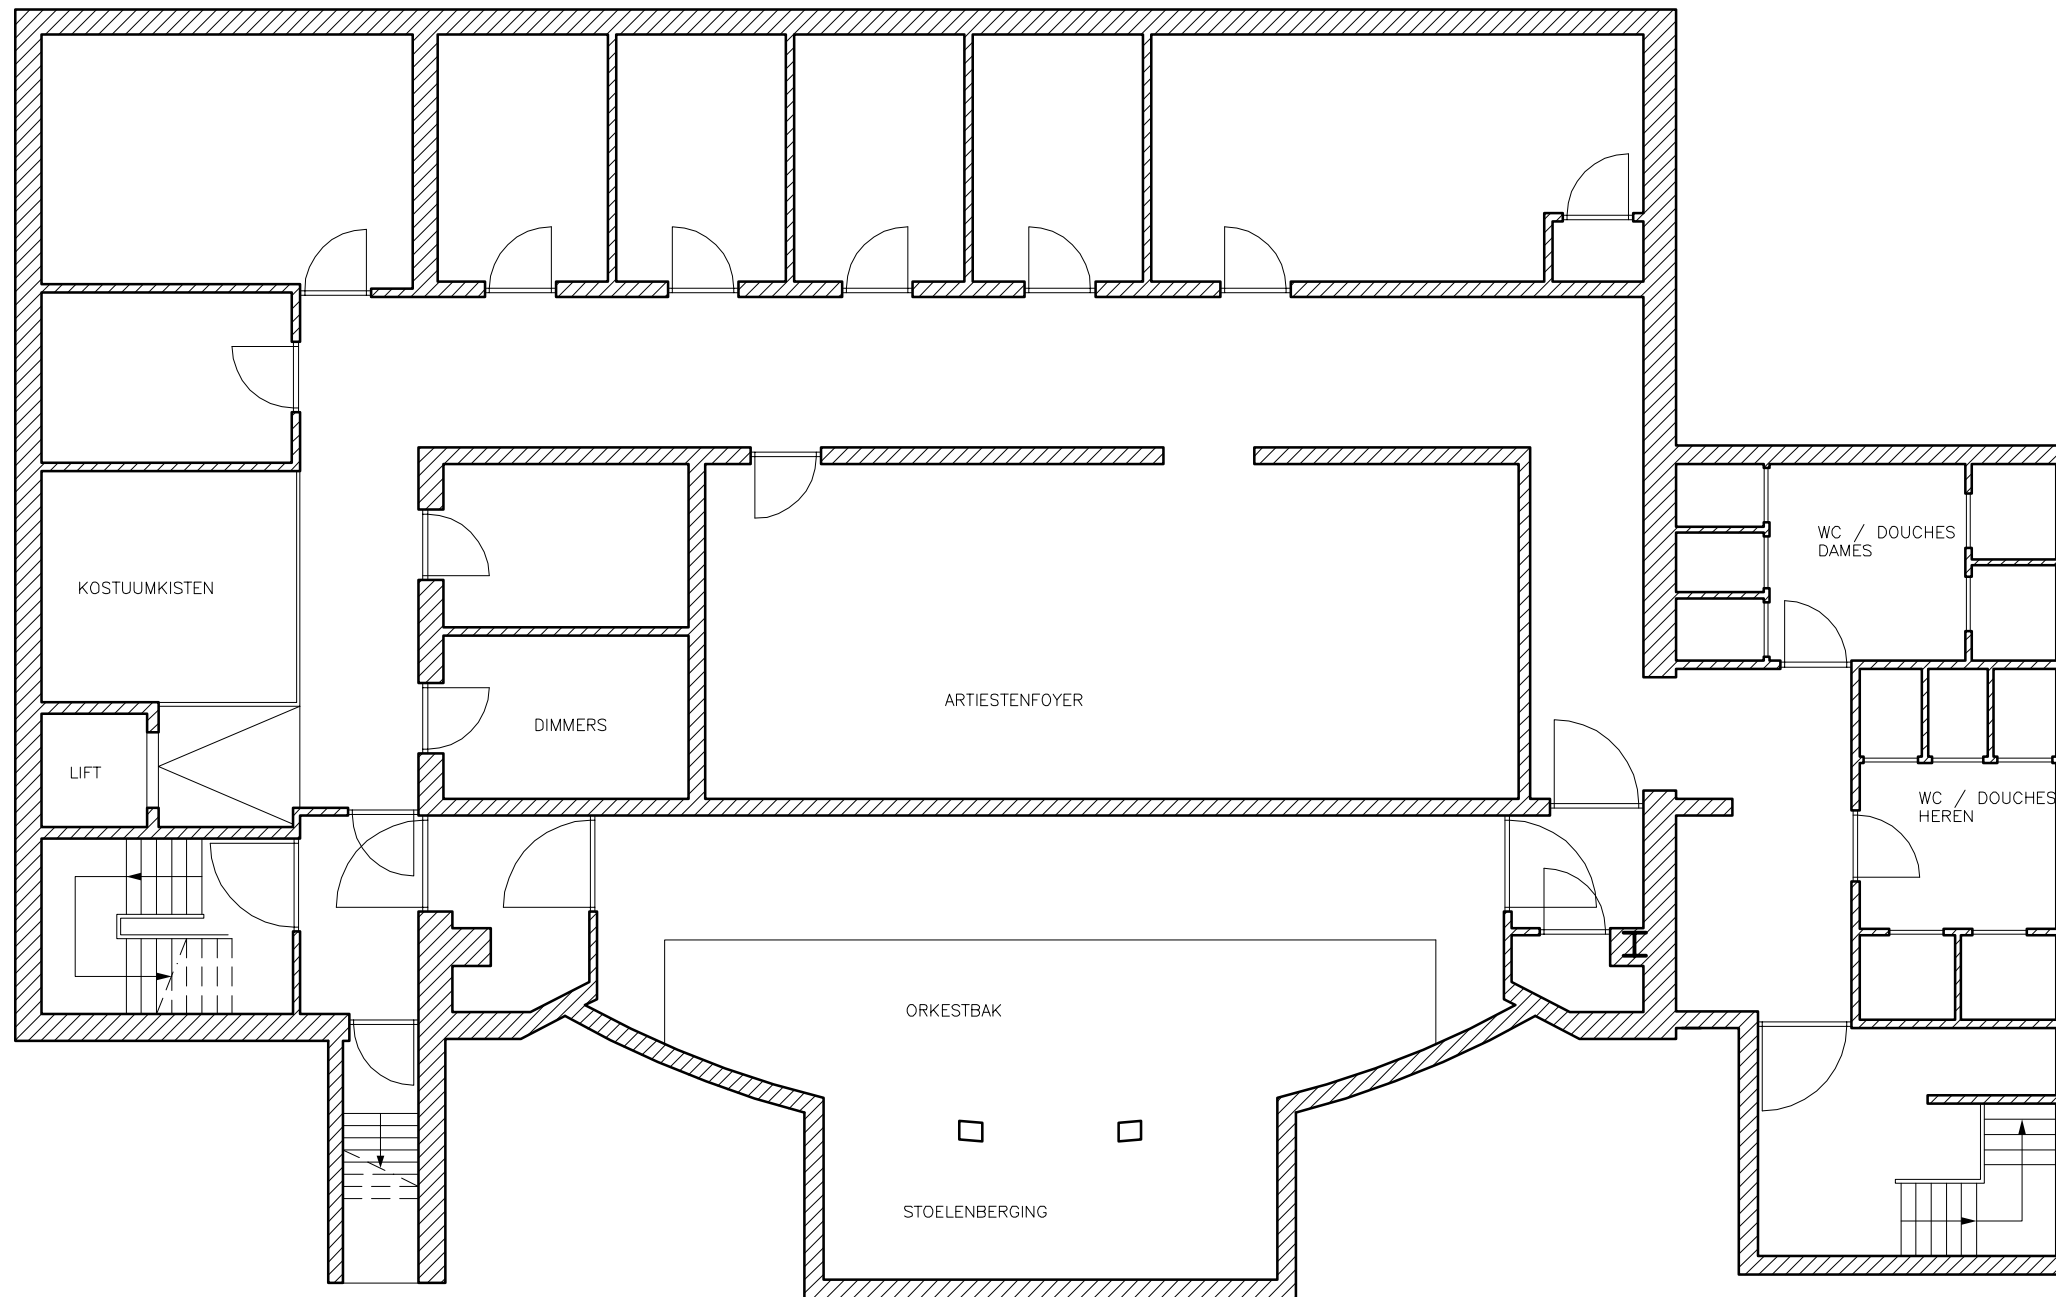 WC / DOUCHES
DAMES
KOSTUUMKISTEN
ARTIESTENFOYER
DIMMERS
LIFT
WC / DOUCHES
HEREN
ORKESTBAK
STOELENBERGING